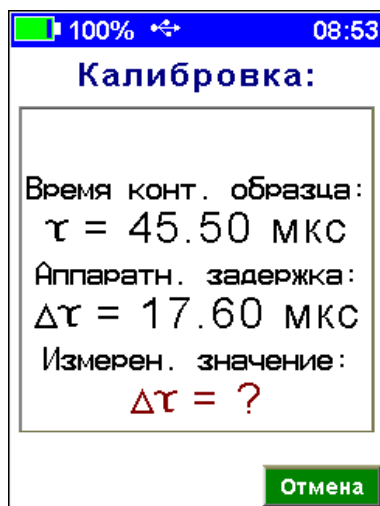 100% 08:53
Калибровка:
Время конт. образца:
τ = 45.50 мкс
Аппаратн. задержка:
Δτ = 17.60 мкс
Измерен. значение:
Δτ = ?
Отмена